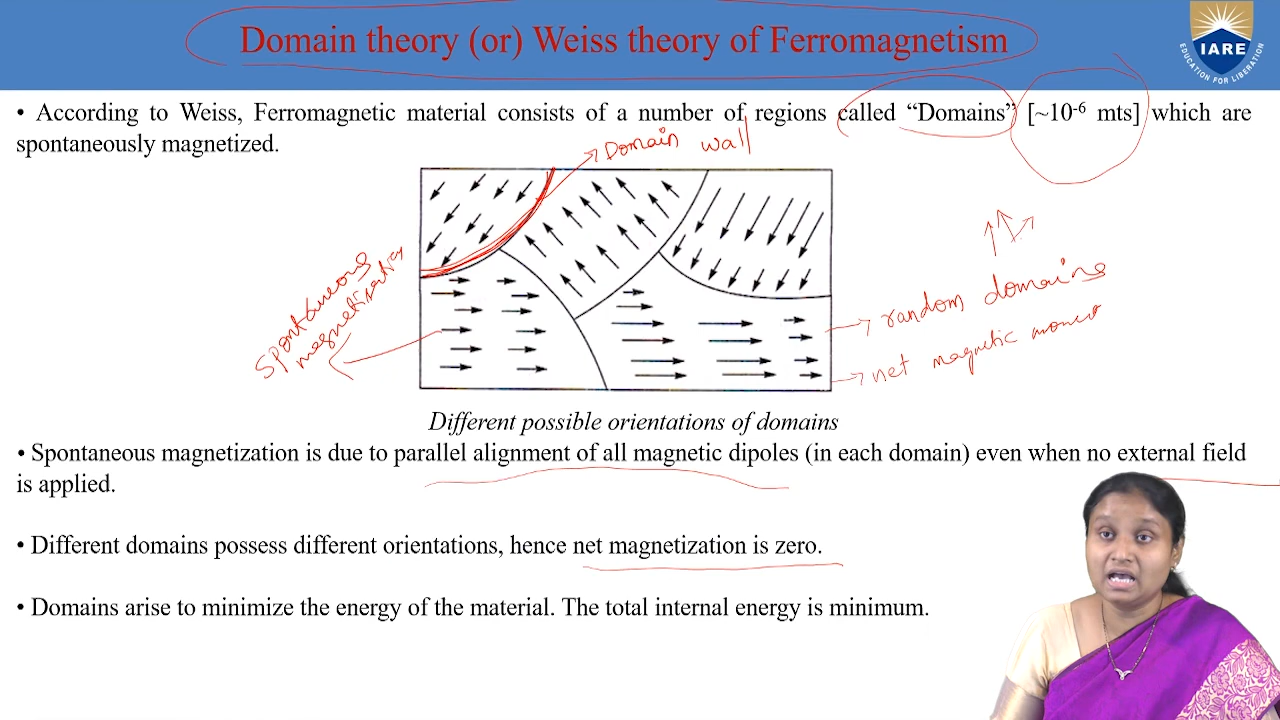 Domain theory (or) Weiss theory of Ferromagnetism
IARE
EDUCATION FOR LIBERATION
• According to Weiss, Ferromagnetic material consists of a number of regions called “Domains” [~10⁻⁶ mts] which are
spontaneously magnetized.
Domain wall
Spontaneous
magnetization
random domains
net magnetic moment
Different possible orientations of domains
• Spontaneous magnetization is due to parallel alignment of all magnetic dipoles (in each domain) even when no external field
is applied.
• Different domains possess different orientations, hence net magnetization is zero.
• Domains arise to minimize the energy of the material. The total internal energy is minimum.